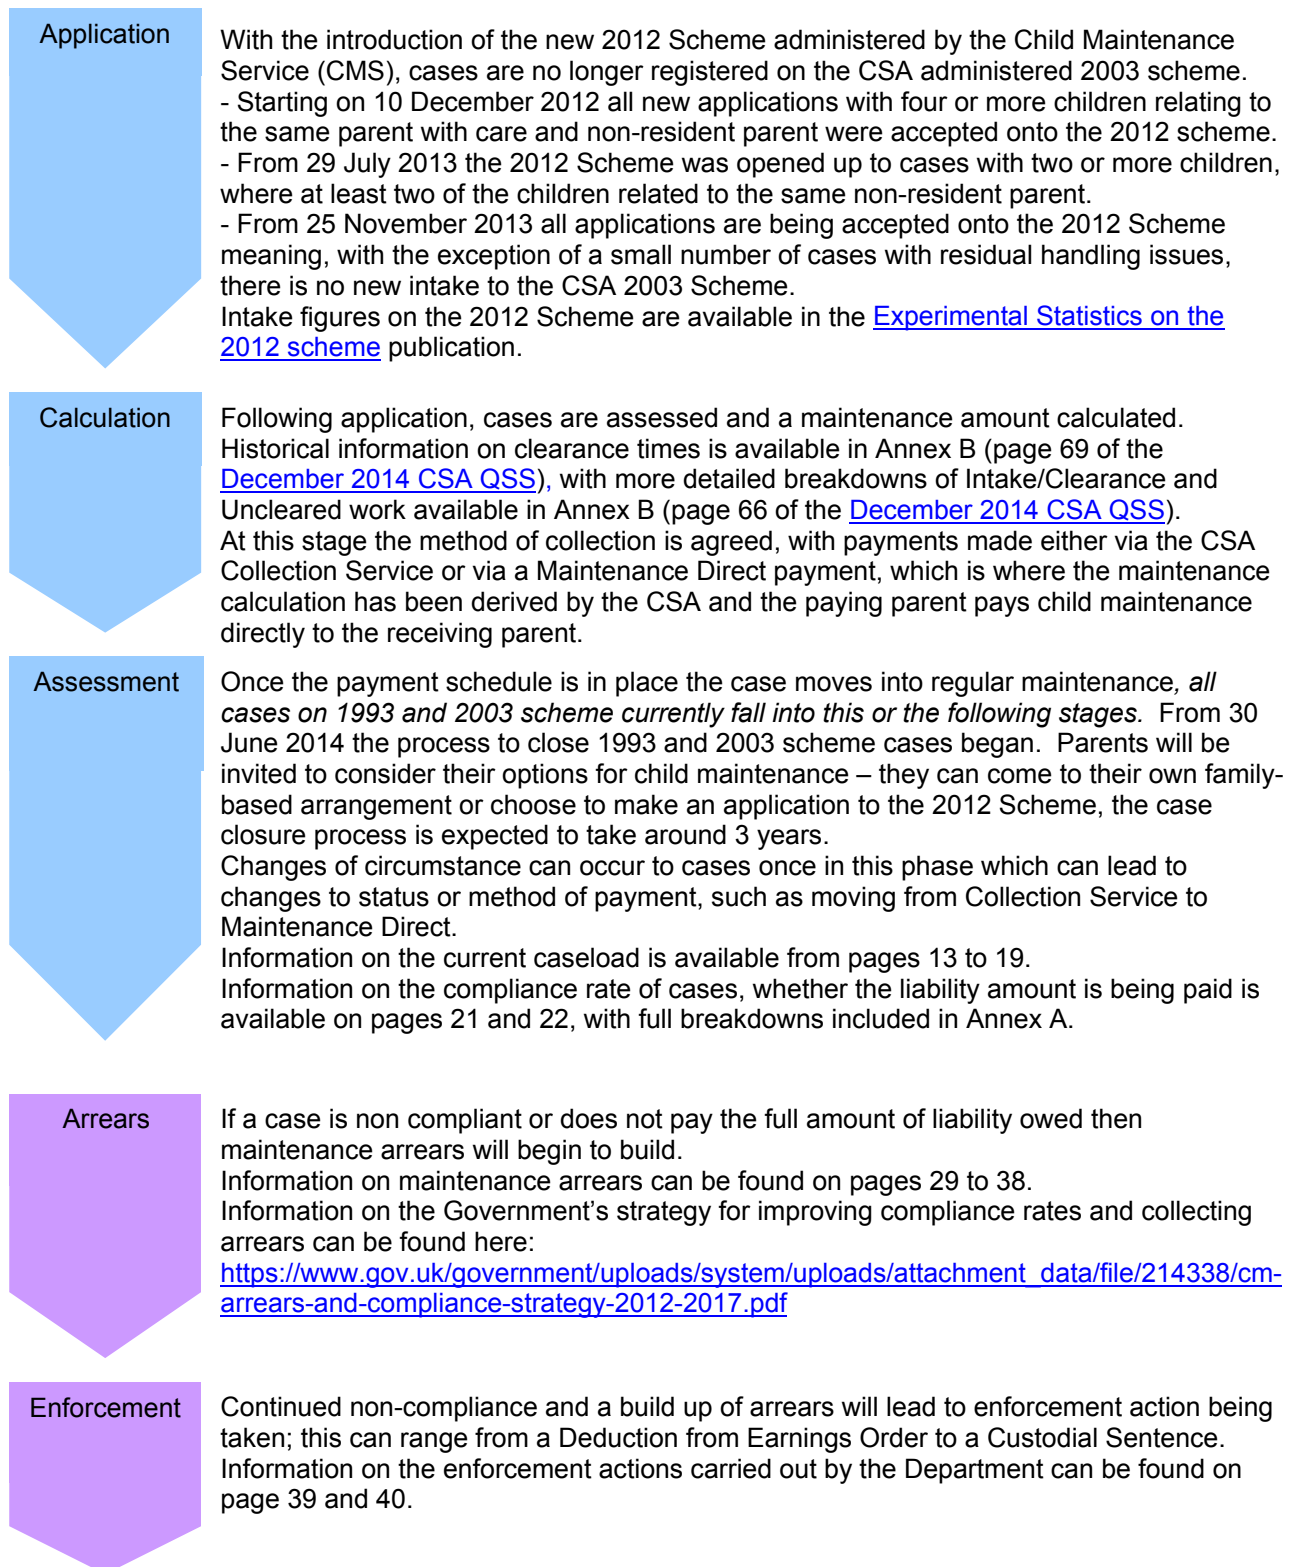 Application
With the introduction of the new 2012 Scheme administered by the Child Maintenance
Service (CMS), cases are no longer registered on the CSA administered 2003 scheme.
- Starting on 10 December 2012 all new applications with four or more children relating to
the same parent with care and non-resident parent were accepted onto the 2012 scheme.
- From 29 July 2013 the 2012 Scheme was opened up to cases with two or more children,
where at least two of the children related to the same non-resident parent.
- From 25 November 2013 all applications are being accepted onto the 2012 Scheme
meaning, with the exception of a small number of cases with residual handling issues,
there is no new intake to the CSA 2003 Scheme.
Intake figures on the 2012 Scheme are available in the Experimental Statistics on the
2012 scheme publication.
Calculation
Following application, cases are assessed and a maintenance amount calculated.
Historical information on clearance times is available in Annex B (page 69 of the
December 2014 CSA QSS), with more detailed breakdowns of Intake/Clearance and
Uncleared work available in Annex B (page 66 of the December 2014 CSA QSS).
At this stage the method of collection is agreed, with payments made either via the CSA
Collection Service or via a Maintenance Direct payment, which is where the maintenance
calculation has been derived by the CSA and the paying parent pays child maintenance
directly to the receiving parent.
Assessment
Once the payment schedule is in place the case moves into regular maintenance, all
cases on 1993 and 2003 scheme currently fall into this or the following stages. From 30
June 2014 the process to close 1993 and 2003 scheme cases began. Parents will be
invited to consider their options for child maintenance – they can come to their own family-
based arrangement or choose to make an application to the 2012 Scheme, the case
closure process is expected to take around 3 years.
Changes of circumstance can occur to cases once in this phase which can lead to
changes to status or method of payment, such as moving from Collection Service to
Maintenance Direct.
Information on the current caseload is available from pages 13 to 19.
Information on the compliance rate of cases, whether the liability amount is being paid is
available on pages 21 and 22, with full breakdowns included in Annex A.
Arrears
If a case is non compliant or does not pay the full amount of liability owed then
maintenance arrears will begin to build.
Information on maintenance arrears can be found on pages 29 to 38.
Information on the Government's strategy for improving compliance rates and collecting
arrears can be found here:
https://www.gov.uk/government/uploads/system/uploads/attachment_data/file/214338/cm-
arrears-and-compliance-strategy-2012-2017.pdf
Enforcement
Continued non-compliance and a build up of arrears will lead to enforcement action being
taken; this can range from a Deduction from Earnings Order to a Custodial Sentence.
Information on the enforcement actions carried out by the Department can be found on
page 39 and 40.